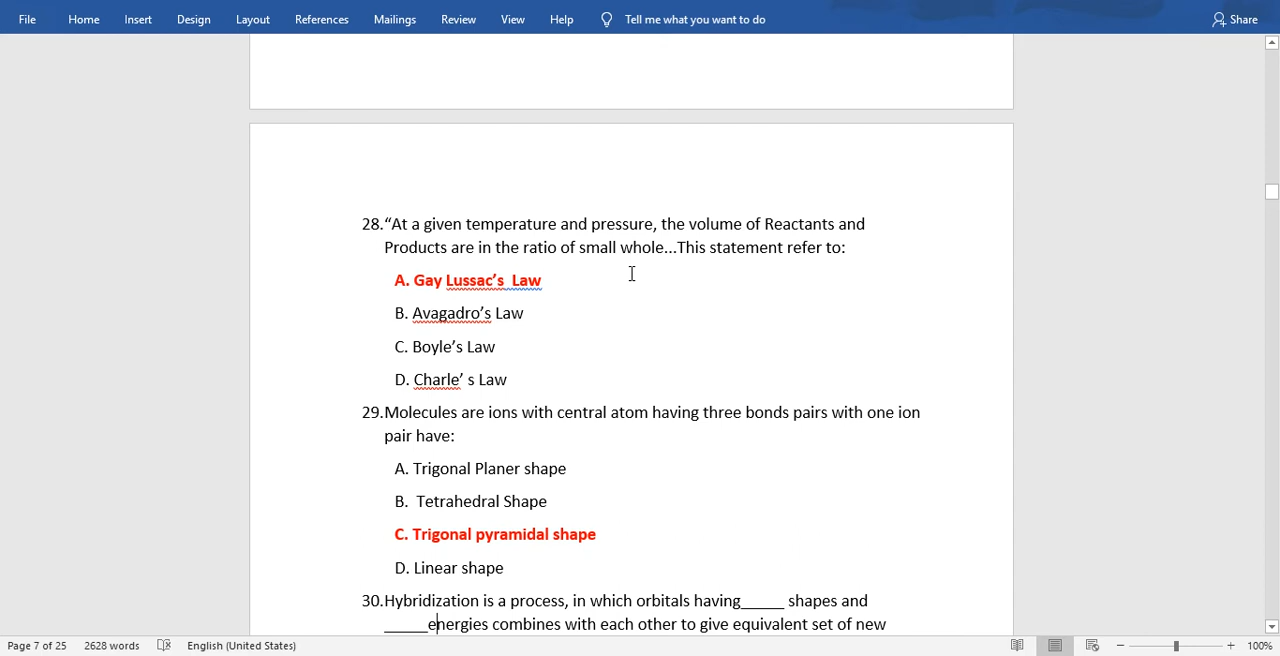 File Home Insert Design Layout References Mailings Review View Help Tell me what you want to do Share
28.“At a given temperature and pressure, the volume of Reactants and
Products are in the ratio of small whole...This statement refer to:
A. Gay Lussac’s  Law
B. Avagadro’s Law
C. Boyle’s Law
D. Charle’ s Law
29.Molecules are ions with central atom having three bonds pairs with one ion
pair have:
A. Trigonal Planer shape
B.  Tetrahedral Shape
C. Trigonal pyramidal shape
D. Linear shape
30.Hybridization is a process, in which orbitals having_____ shapes and
_____energies combines with each other to give equivalent set of new
Page 7 of 25 2628 words English (United States) 100%